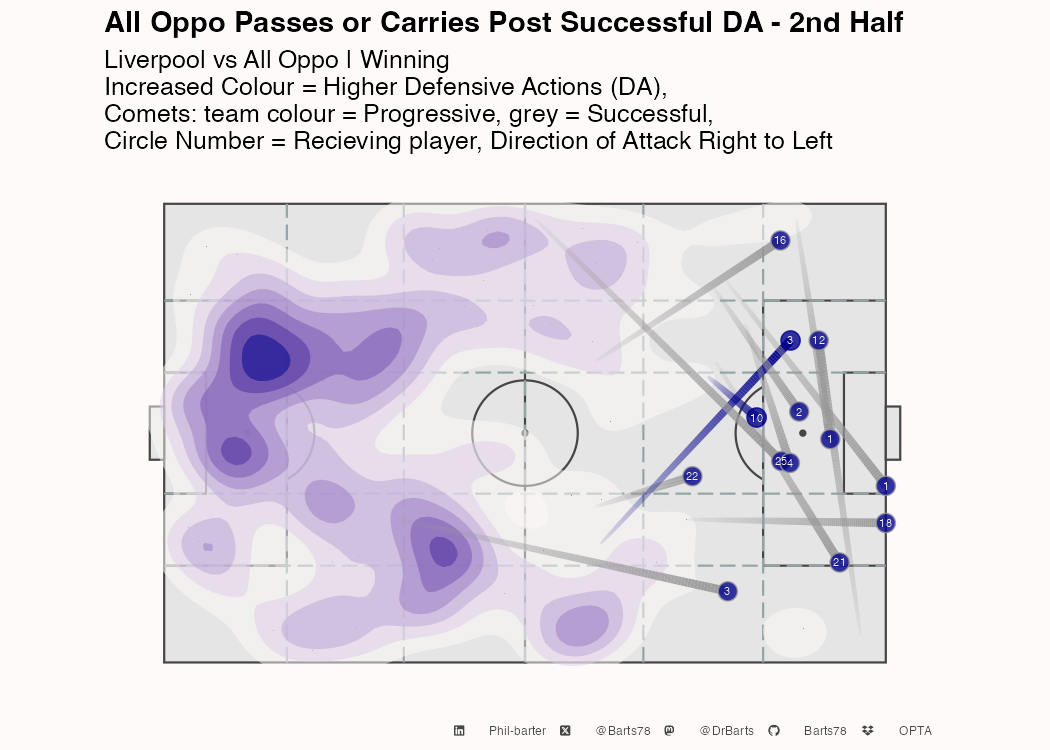 All Oppo Passes or Carries Post Successful DA - 2nd Half
Liverpool vs All Oppo | Winning
Increased Colour = Higher Defensive Actions (DA),
Comets: team colour = Progressive, grey = Successful,
Circle Number = Recieving player, Direction of Attack Right to Left
16
3
12
2
10
1
25
4
22
1
18
21
3
Phil-barter @Barts78 @DrBarts Barts78 OPTA